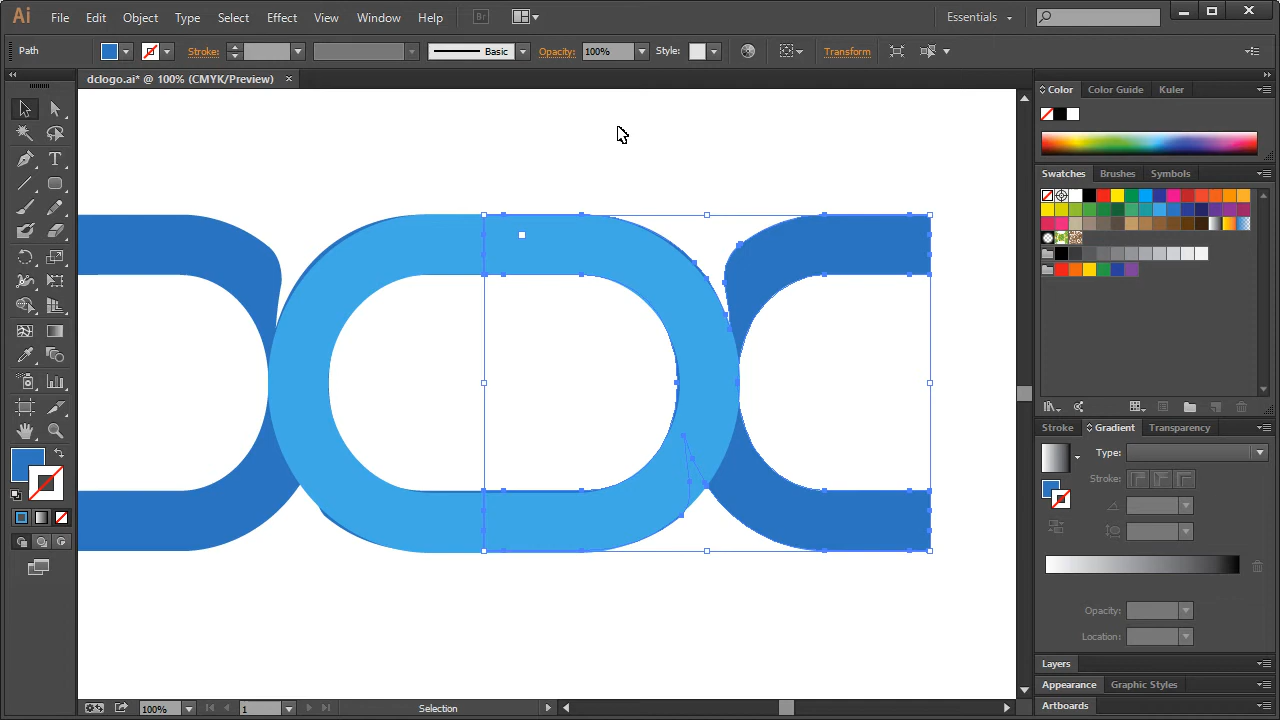 Ai File Edit Object Type Select Effect View Window Help Br Essentials
Path Stroke: Basic Opacity: 100% Style: Transform
dclogo.ai* @ 100% (CMYK/Preview)
Color Color Guide Kuler
Swatches Brushes Symbols
Stroke Gradient Transparency
Type:
Stroke:
Opacity:
Location:
Layers
Appearance Graphic Styles
Artboards
100% 1 Selection